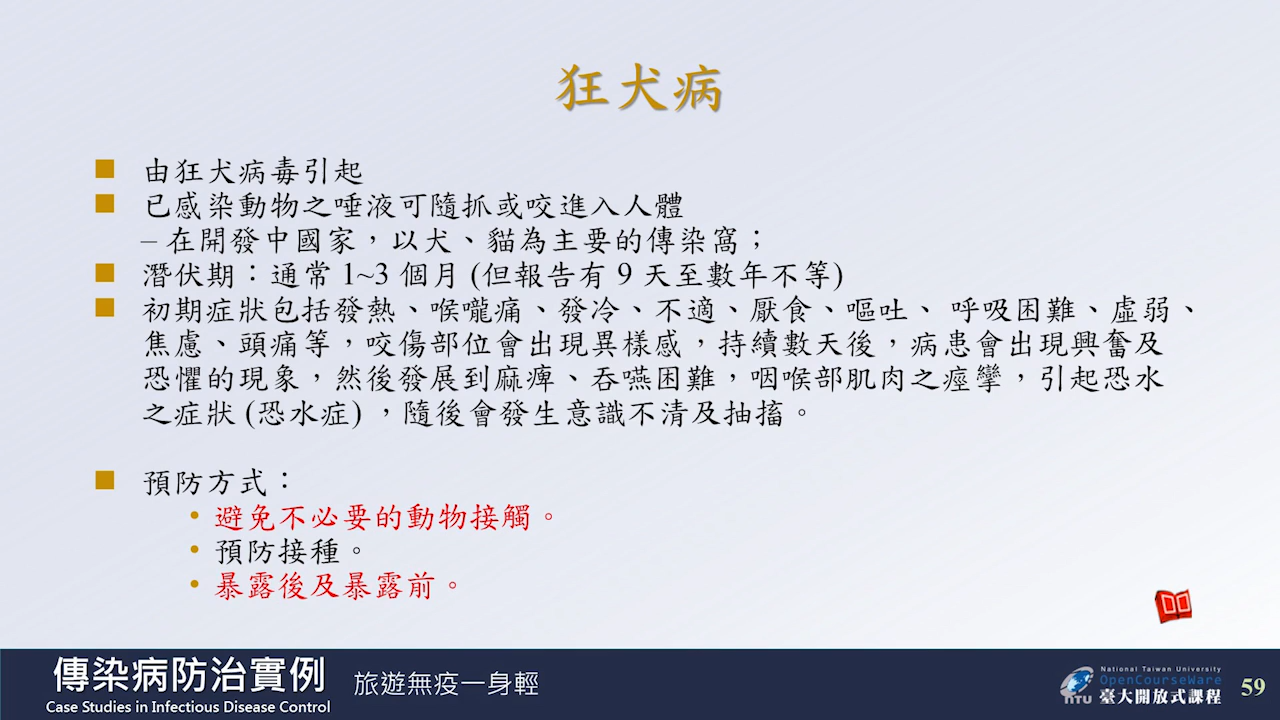 狂犬病
由狂犬病毒引起
已感染動物之唾液可隨抓或咬進入人體
– 在開發中國家，以犬、貓為主要的傳染窩；
潛伏期：通常 1~3 個月 (但報告有 9 天至數年不等)
初期症狀包括發熱、喉嚨痛、發冷、不適、厭食、嘔吐、 呼吸困難、虛弱、
焦慮、頭痛等，咬傷部位會出現異樣感，持續數天後，病患會出現興奮及
恐懼的現象，然後發展到麻痺、吞嚥困難，咽喉部肌肉之痙攣，引起恐水
之症狀 (恐水症) ，隨後會發生意識不清及抽搐。
預防方式：
• 避免不必要的動物接觸。
• 預防接種。
• 暴露後及暴露前。
傳染病防治實例
旅遊無疫一身輕
Case Studies in Infectious Disease Control
National Taiwan University
OpenCourseWare
NTU 臺大開放式課程
59